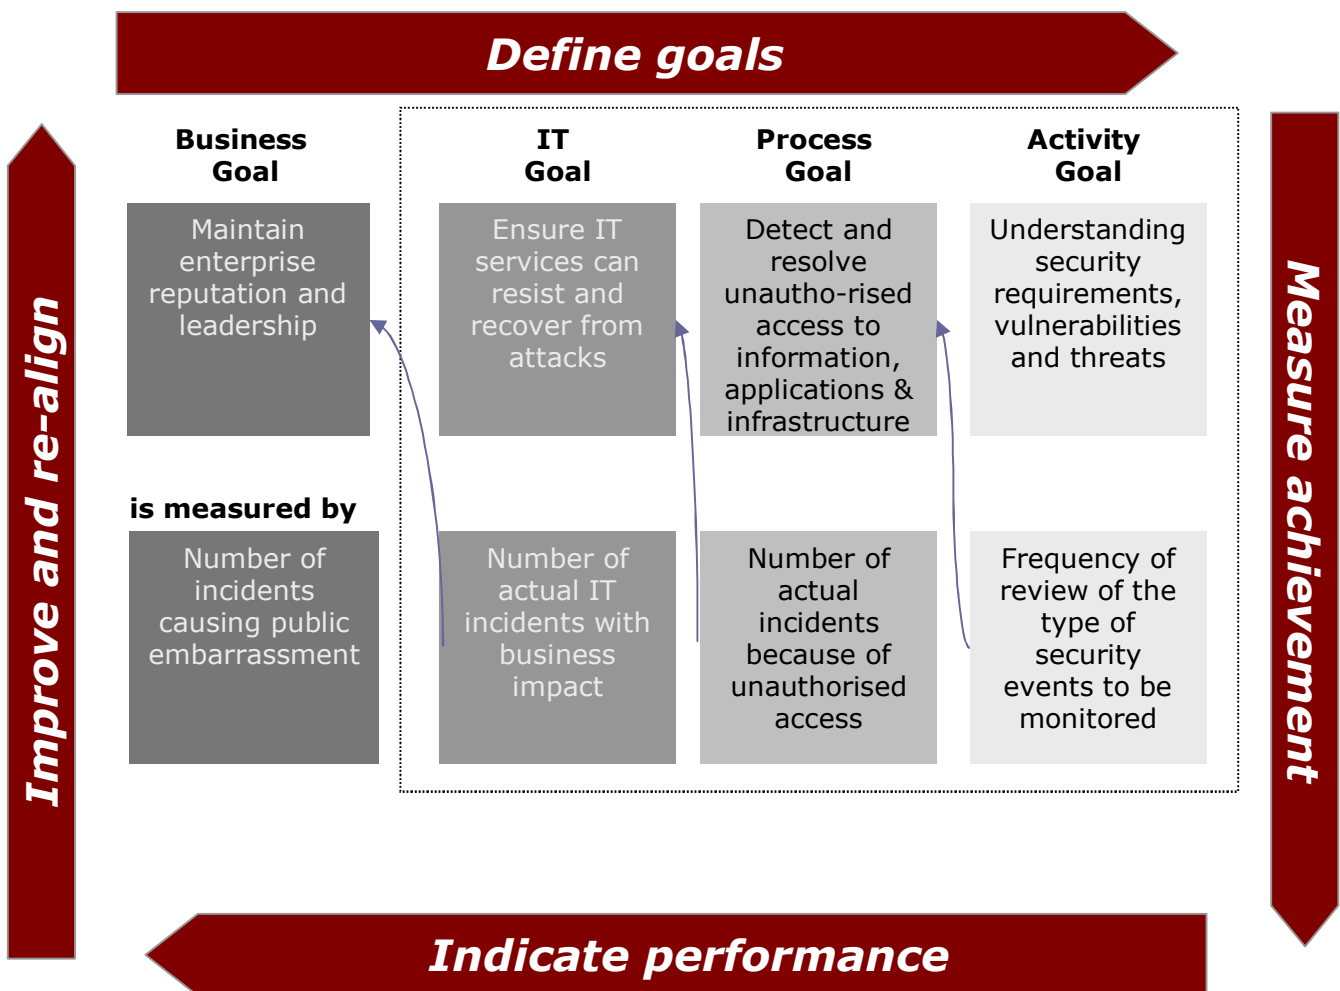 Define goals
Improve and re-align
Business
Goal
Maintain
enterprise
reputation and
leadership
IT
Goal
Ensure IT
services can
resist and
recover from
attacks
Process
Goal
Detect and
resolve
unautho-rised
access to
information,
applications &
infrastructure
Activity
Goal
Understanding
security
requirements,
vulnerabilities
and threats
is measured by
Number of
incidents
causing public
embarrassment
Number of
actual IT
incidents with
business
impact
Number of
actual
incidents
because of
unauthorised
access
Frequency of
review of the
type of
security
events to be
monitored
Measure achievement
Indicate performance